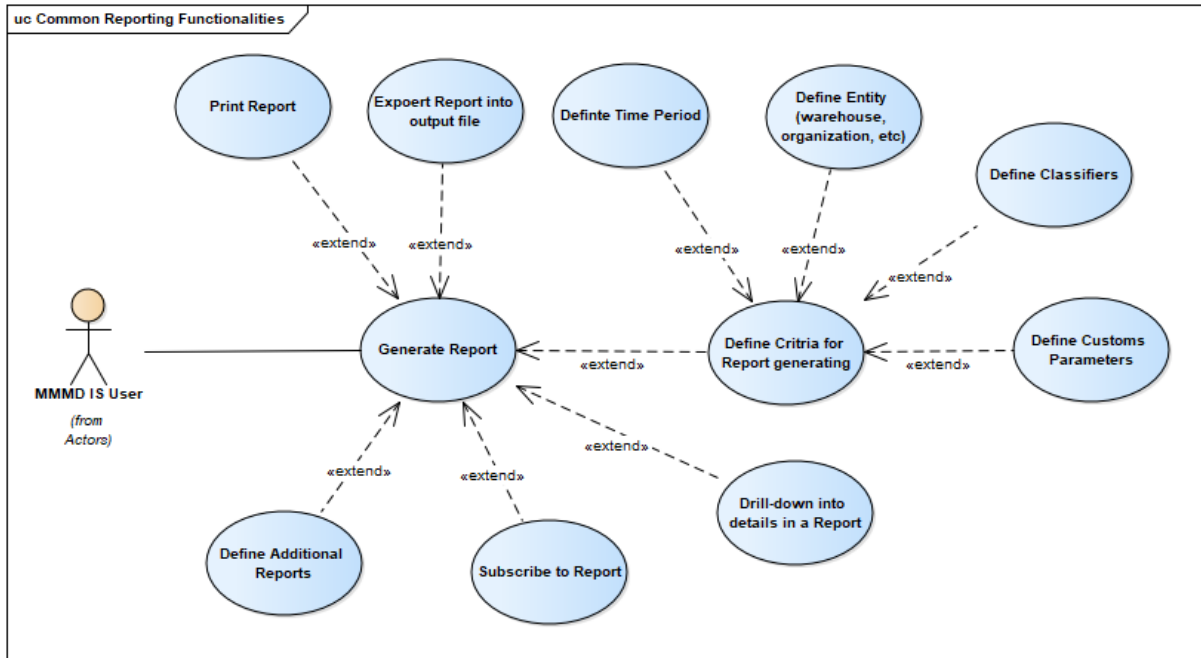 uc Common Reporting Functionalities
Print Report
Expoert Report into
output file
Definte Time Period
Define Entity
(warehouse,
organization, etc)
Define Classifiers
«extend»
«extend»
«extend»
«extend»
«extend»
MMMD IS User
(from
Actors)
Generate Report
«extend»
Define Critria for
Report generating
«extend»
Define Customs
Parameters
«extend»
«extend»
«extend»
Define Additional
Reports
Subscribe to Report
Drill-down into
details in a Report